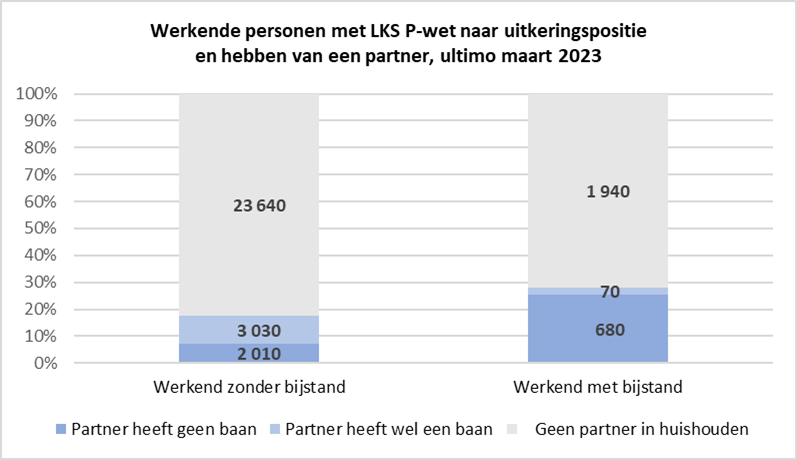 Werkende personen met LKS P-wet naar uitkeringspositie
en hebben van een partner, ultimo maart 2023
100%
90%
80%
70%
60%
50%
40%
30%
20%
10%
0%
23 640
3 030
2 010
1 940
70
680
Werkend zonder bijstand
Werkend met bijstand
Partner heeft geen baan
Partner heeft wel een baan
Geen partner in huishouden